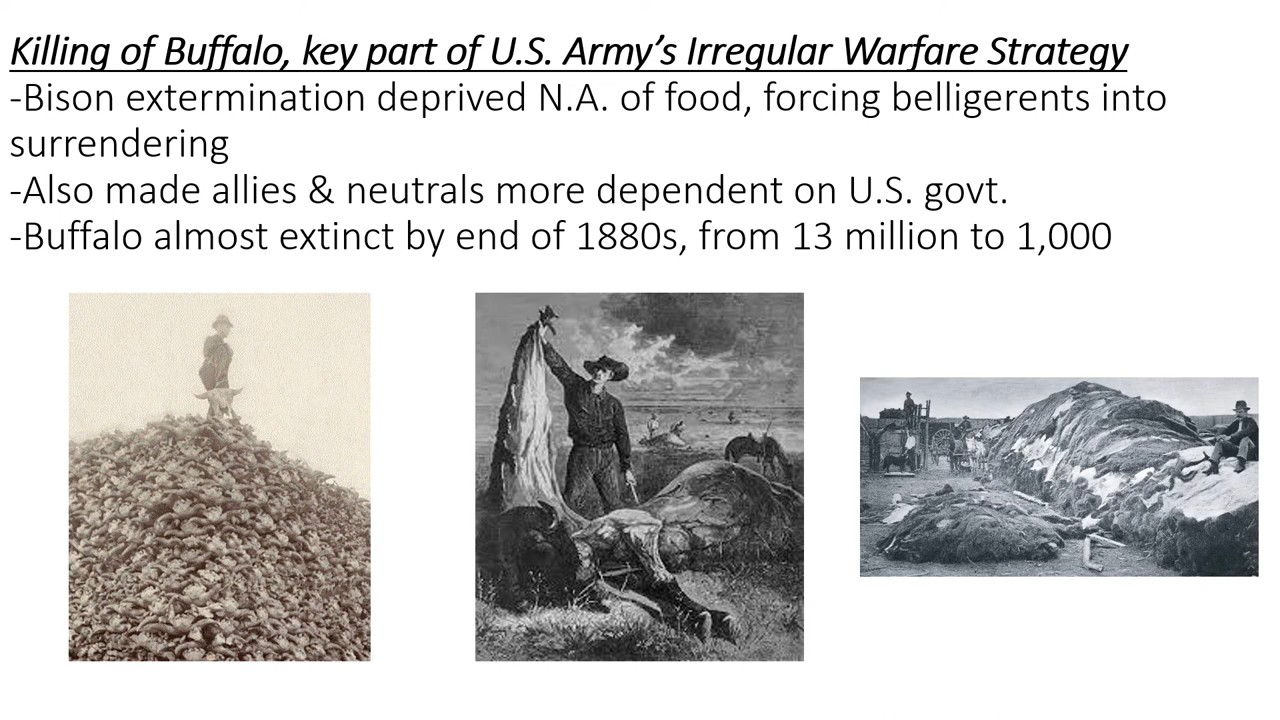 Killing of Buffalo, key part of U.S. Army’s Irregular Warfare Strategy
-Bison extermination deprived N.A. of food, forcing belligerents into
surrendering
-Also made allies & neutrals more dependent on U.S. govt.
-Buffalo almost extinct by end of 1880s, from 13 million to 1,000